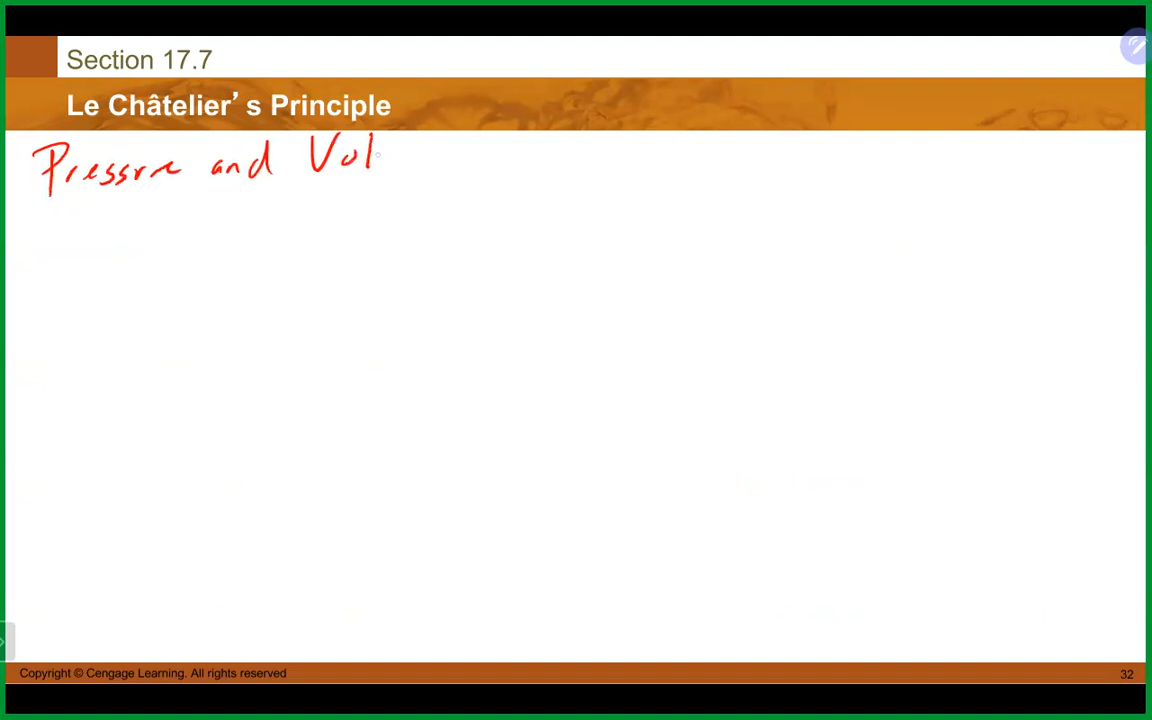 Section 17.7
Le Châtelier's Principle
Pressure and Vol
Copyright © Cengage Learning. All rights reserved
32